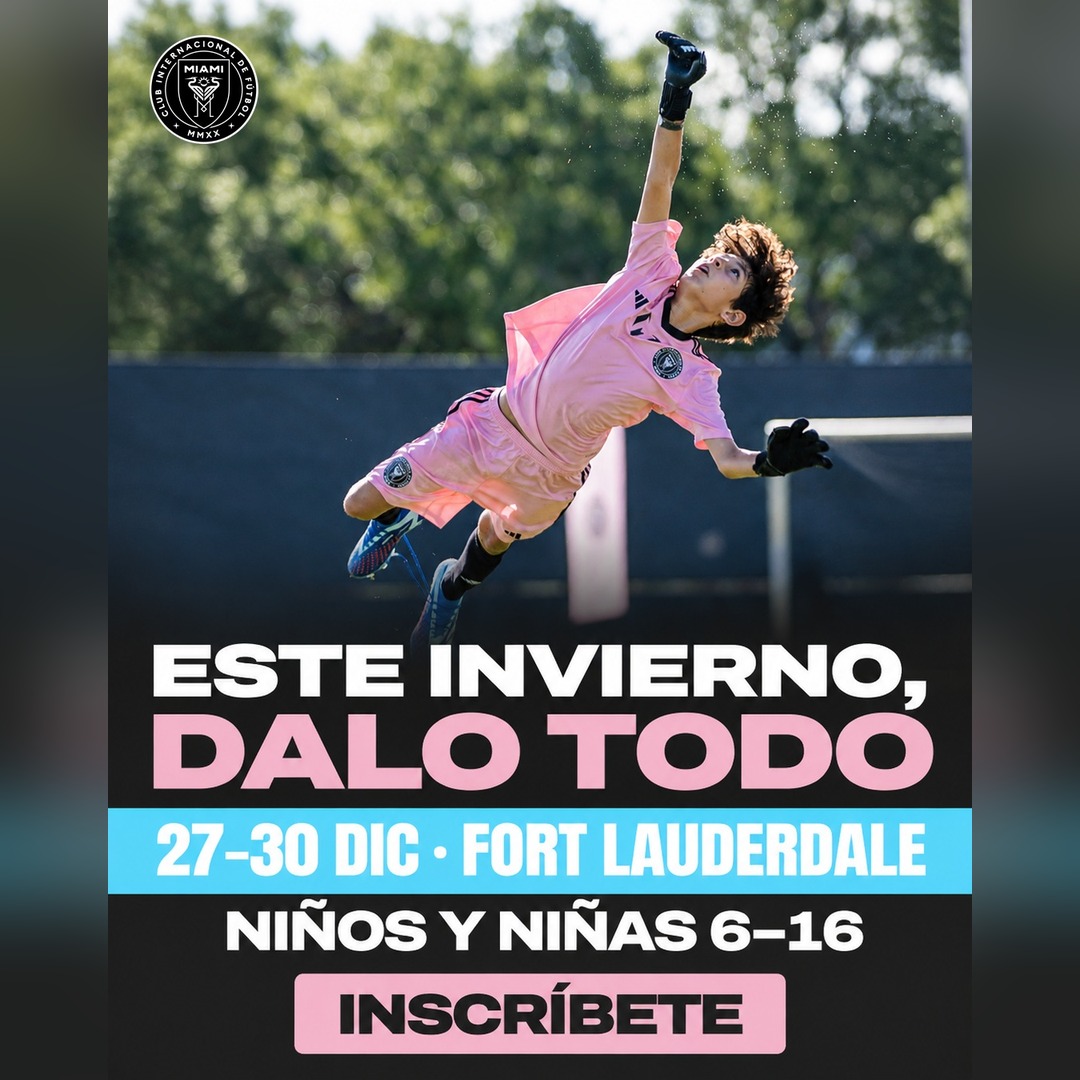 CLUB INTERNACIONAL DE FÚTBOL
MIAMI
MMXX
ESTE INVIERNO,
DALO TODO
27–30 DIC · FORT LAUDERDALE
NIÑOS Y NIÑAS 6–16
INSCRÍBETE